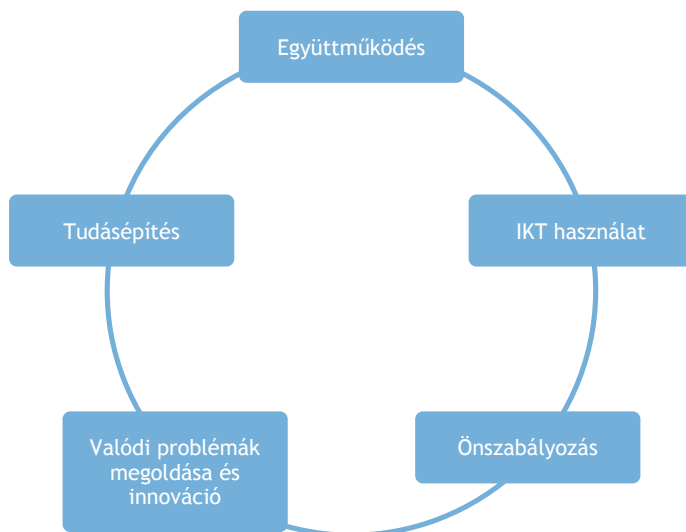 Együttműködés
IKT használat
Önszabályozás
Valódi problémák
megoldása és
innováció
Tudásépítés